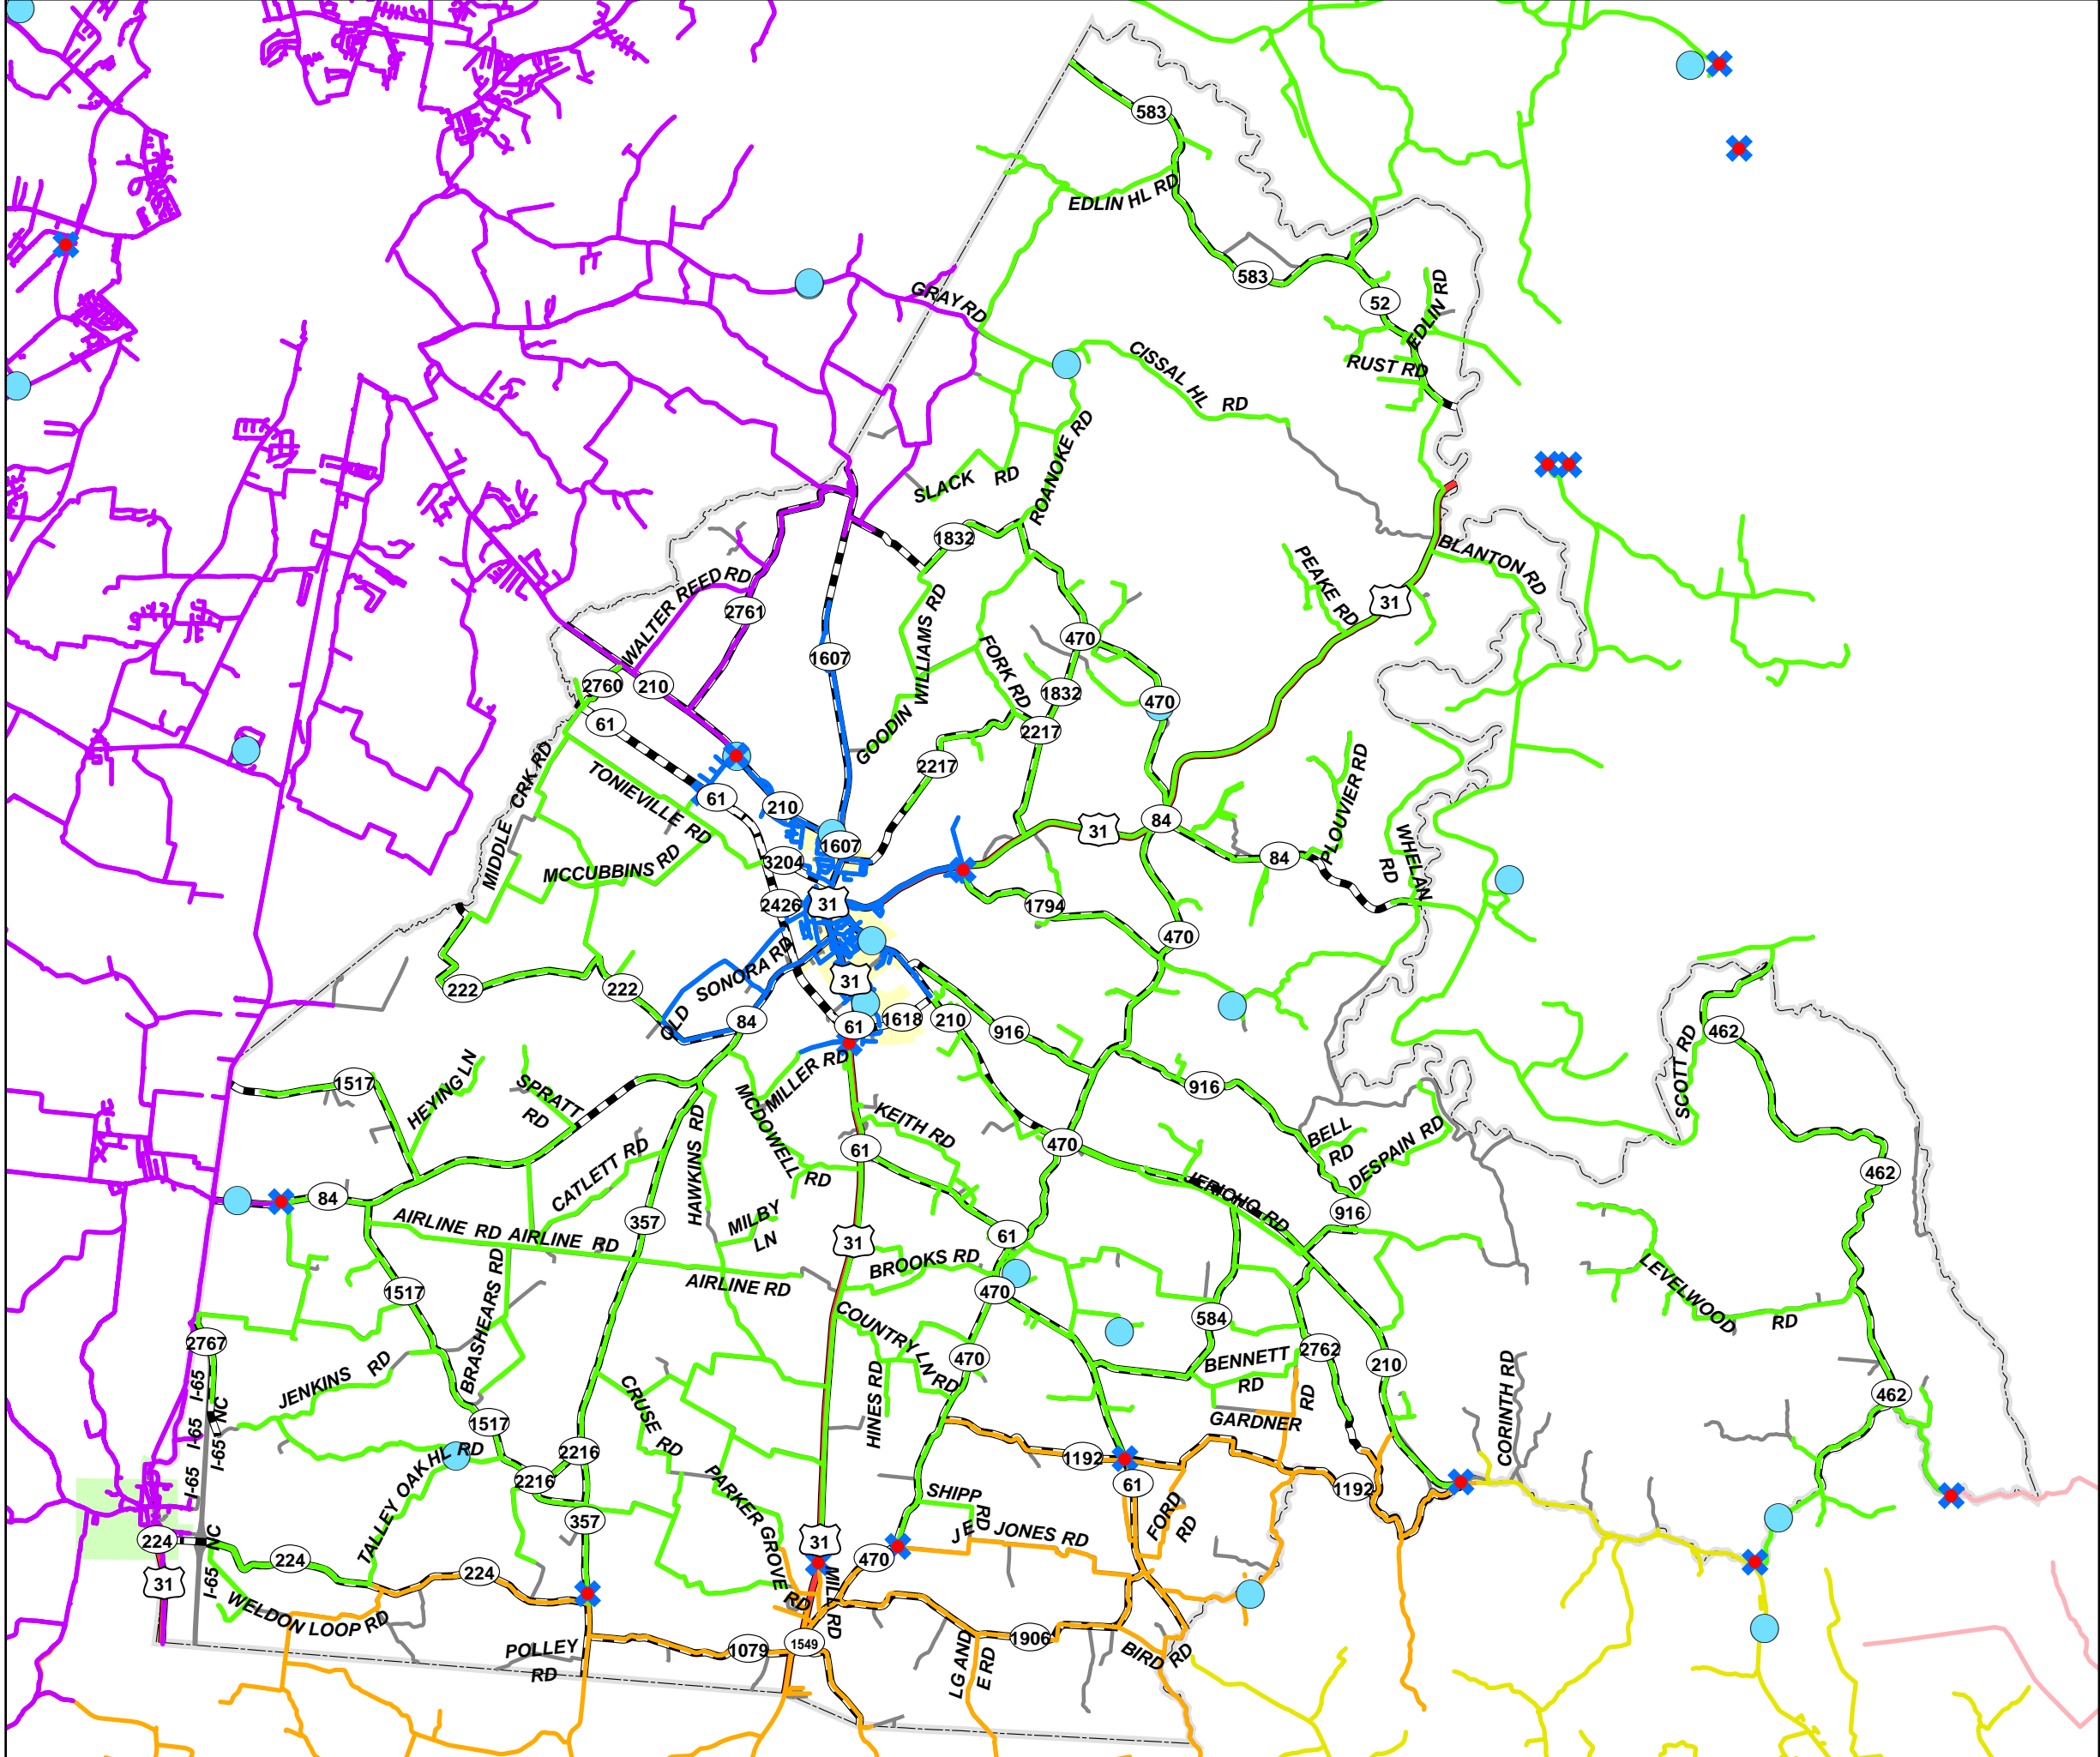 583
EDLIN HL RD
583
52
EDLIN RD
GRAY RD
RUST RD
CISSAL HL RD
ROANOKE RD
SLACK RD
1832
BLANTON RD
PEAKE RD
31
WALTER REED RD
2761
WILLIAMS RD
GOODIN
FORK RD
470
1607
2760
210
1832
470
61
2217
2217
MIDDLE CRK RD
TONIEVILLE RD
61
210
31
84
PLOUVIER RD
WHELAN RD
1607
3204
84
MCCUBBINS RD
2426
31
1794
470
222
222
OLD SONORA RD
31
84
61
1618
210
916
SCOTT RD
462
1517
HEYING LN
SPRATT RD
MCDOWELL RD
MILLER RD
916
KEITH RD
BELL RD
DESPAIN RD
HAWKINS RD
CATLETT RD
61
470
462
84
JERICHO RD
916
357
MILBY LN
AIRLINE RD
AIRLINE RD
31
61
AIRLINE RD
BROOKS RD
1517
BRASHEARS RD
470
LEVELWOOD RD
584
COUNTRY LN RD
2767
2762
I-65
JENKINS RD
470
BENNETT RD
210
CORINTH RD
462
NC
CRUSE RD
HINES RD
GARDNER RD
I-65
I-65
1517
2216
TALLEY OAK HL RD
1192
I-65
2216
PARKER GROVE RD
61
1192
SHIPP RD
FORD RD
357
224
NC
31
J E JONES RD
224
470
31
I-65
224
MILL RD
WELDON LOOP RD
POLLEY RD
1079
1549
1906
LG AND E RD
BIRD RD